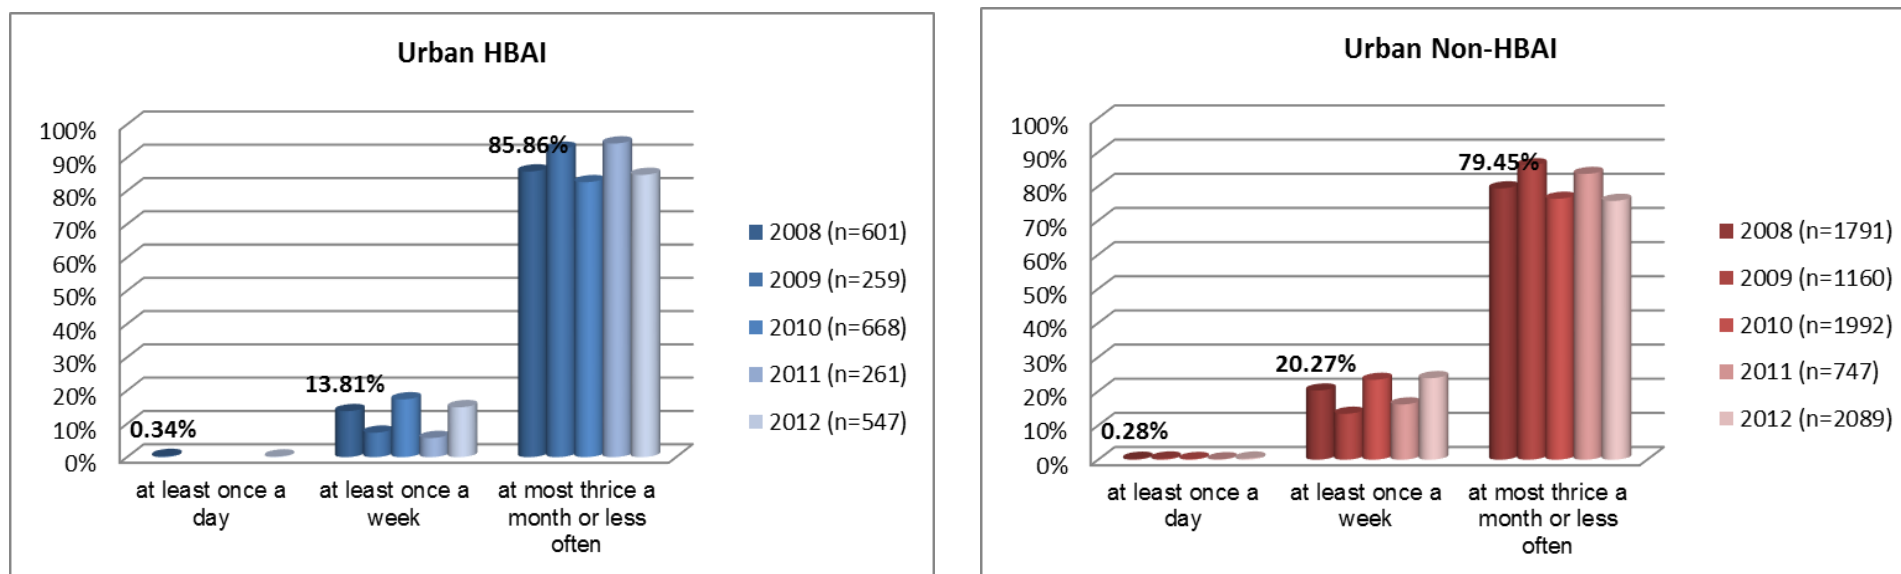 Urban HBAI
100%
90%
80%
70%
60%
50%
40%
30%
20%
10%
0%
0.34%
13.81%
85.86%
at least once a
day
at least once a
week
at most thrice a
month or less
often
2008 (n=601)
2009 (n=259)
2010 (n=668)
2011 (n=261)
2012 (n=547)
Urban Non-HBAI
100%
90%
80%
70%
60%
50%
40%
30%
20%
10%
0%
0.28%
20.27%
79.45%
at least once a
day
at least once a
week
at most thrice a
month or less
often
2008 (n=1791)
2009 (n=1160)
2010 (n=1992)
2011 (n=747)
2012 (n=2089)